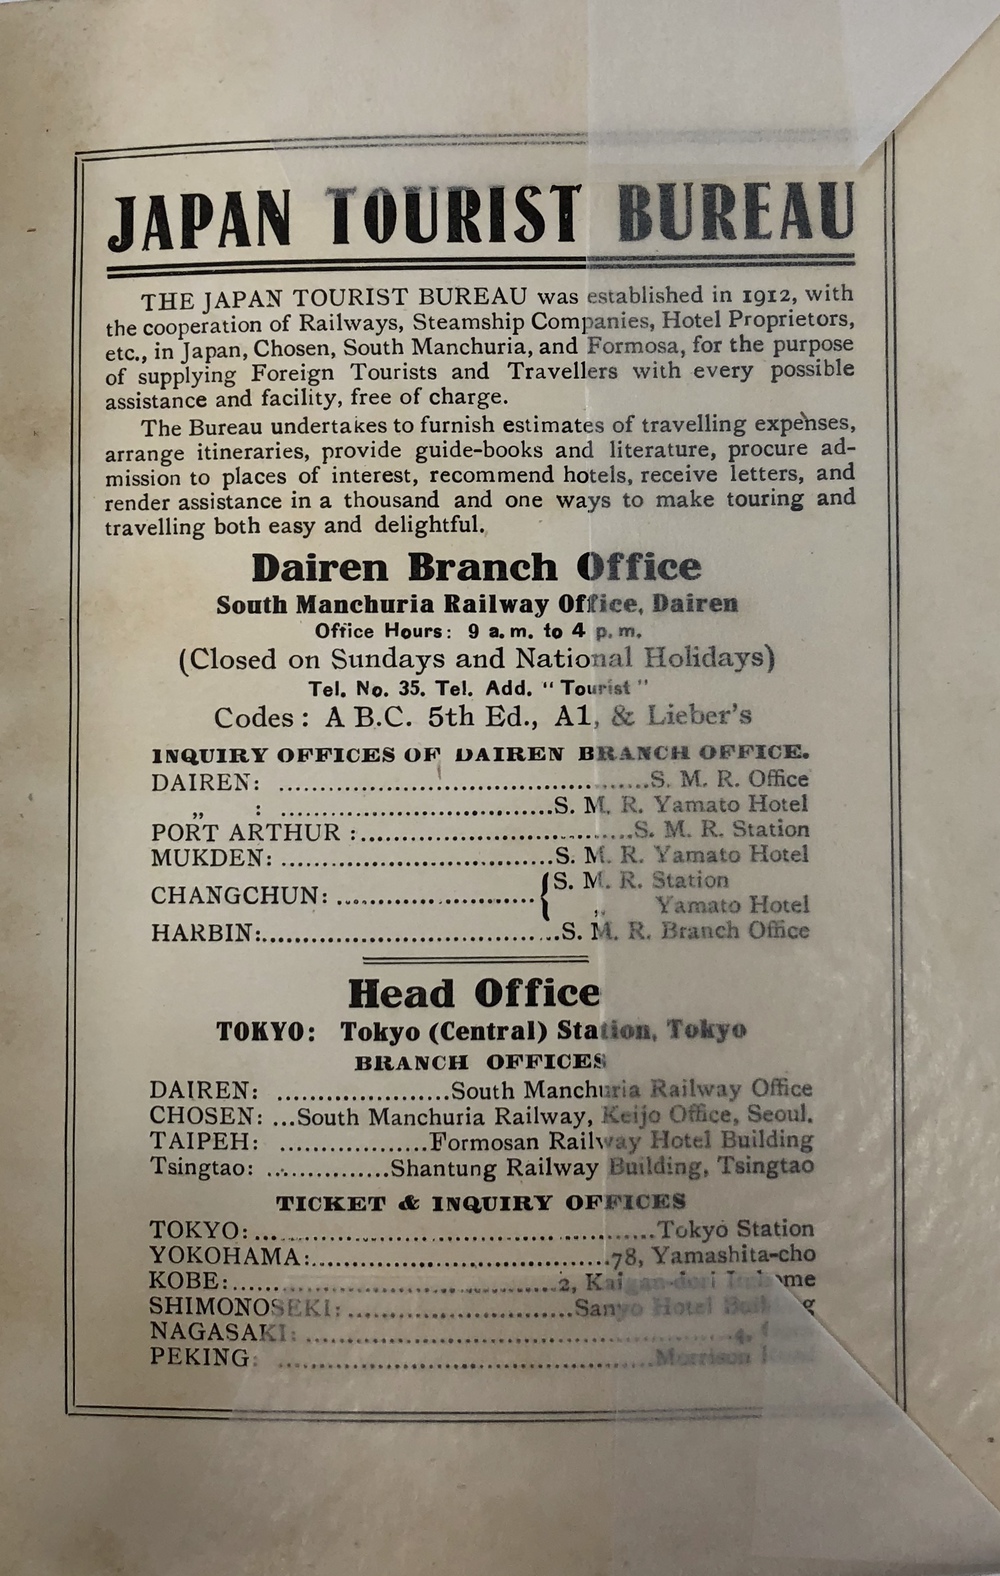 JAPAN TOURIST BUREAU
THE JAPAN TOURIST BUREAU was established in 1912, with
the cooperation of Railways, Steamship Companies, Hotel Proprietors,
etc., in Japan, Chosen, South Manchuria, and Formosa, for the purpose
of supplying Foreign Tourists and Travellers with every possible
assistance and facility, free of charge.
The Bureau undertakes to furnish estimates of travelling expenses,
arrange itineraries, provide guide-books and literature, procure ad-
mission to places of interest, recommend hotels, receive letters, and
render assistance in a thousand and one ways to make touring and
travelling both easy and delightful.
Dairen Branch Office
South Manchuria Railway Office, Dairen
Office Hours: 9 a.m. to 4 p.m.
(Closed on Sundays and National Holidays)
Tel. No. 35. Tel. Add. "Tourist"
Codes: A B.C. 5th Ed., A1, & Lieber's
INQUIRY OFFICES OF DAIREN BRANCH OFFICE.
DAIREN: ........................................S. M. R. Office
„ : ..............................S. M. R. Yamato Hotel
PORT ARTHUR :..............................S. M. R. Station
MUKDEN: ..............................S. M. R. Yamato Hotel
CHANGCHUN: ......................{S. M. R. Station
„ Yamato Hotel
HARBIN:..................................S. M. R. Branch Office
Head Office
TOKYO: Tokyo (Central) Station, Tokyo
BRANCH OFFICES
DAIREN: ....................South Manchuria Railway Office
CHOSEN: ...South Manchuria Railway, Keijo Office, Seoul.
TAIPEH: .................Formosan Railway Hotel Building
Tsingtao: ..............Shantung Railway Building, Tsingtao
TICKET & INQUIRY OFFICES
TOKYO:..............................................Tokyo Station
YOKOHAMA:..................................78, Yamashita-cho
KOBE:.....................................2, Kaigan-dori
SHIMONOSEKI: .........................Sanyo Hotel
NAGASAKI: ................................................4,
PEKING: ..........................................Morrison